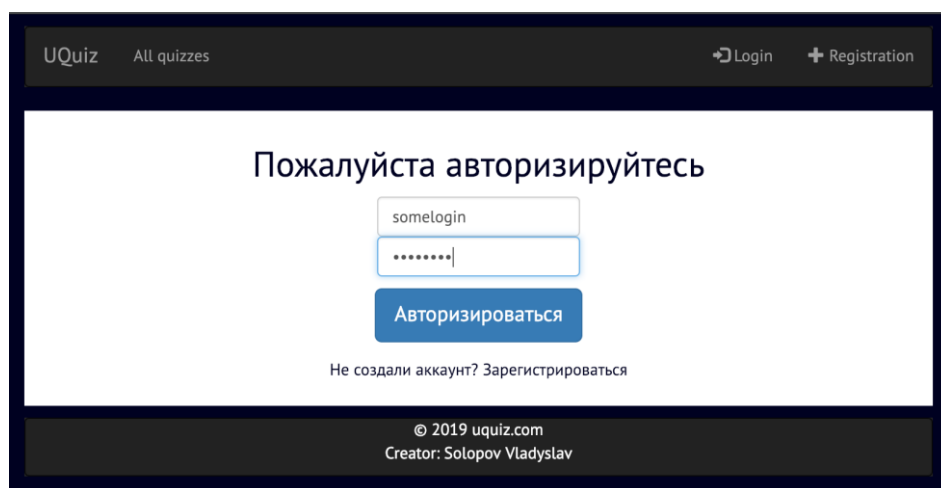 UQuiz All quizzes Login Registration
Пожалуйста авторизируйтесь
somelogin
••••••••
Авторизироваться
Не создали аккаунт? Зарегистрироваться
© 2019 uquiz.com
Creator: Solopov Vladyslav